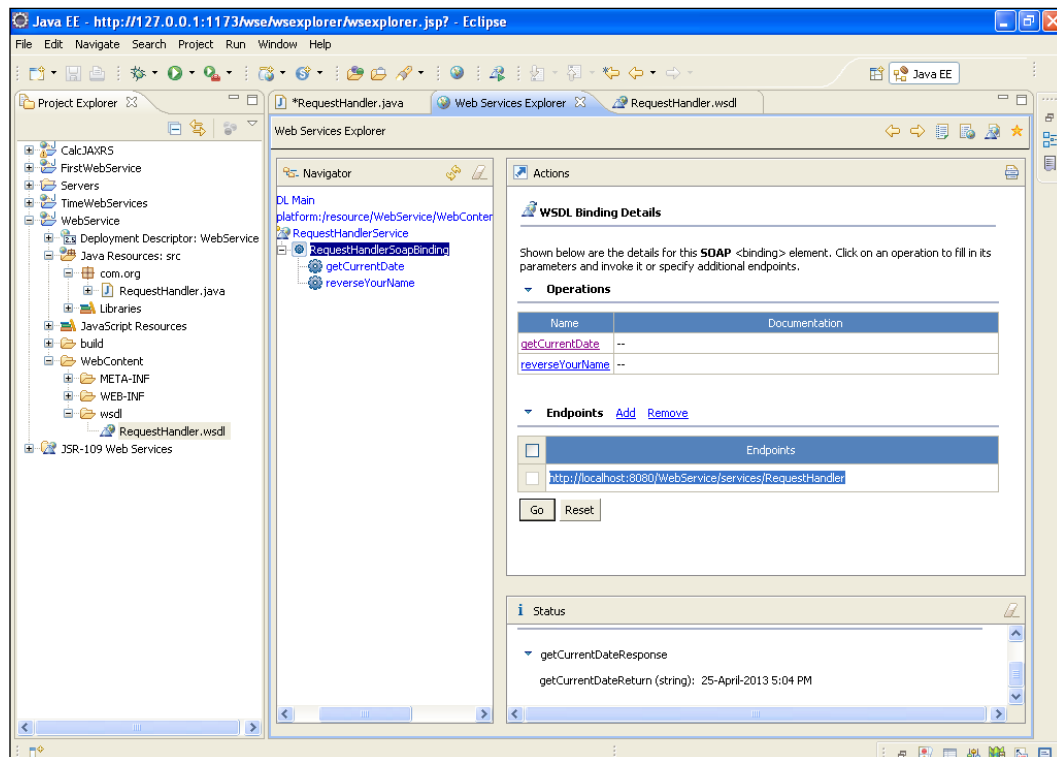 Java EE - http://127.0.0.1:1173/wse/wsexplorer/wsexplorer.jsp? - Eclipse
File Edit Navigate Search Project Run Window Help
Java EE
Project Explorer
CalcJAXRS
FirstWebService
Servers
TimeWebServices
WebService
Deployment Descriptor: WebService
Java Resources: src
com.org
RequestHandler.java
Libraries
JavaScript Resources
build
WebContent
META-INF
WEB-INF
wsdl
RequestHandler.wsdl
JSR-109 Web Services
*RequestHandler.java Web Services Explorer RequestHandler.wsdl
Web Services Explorer
Navigator
DL Main
platform:/resource/WebService/WebConten
RequestHandlerService
RequestHandlerSoapBinding
getCurrentDate
reverseYourName
Actions
WSDL Binding Details
Shown below are the details for this SOAP <binding> element. Click on an operation to fill in its
parameters and invoke it or specify additional endpoints.
Operations
Name Documentation
getCurrentDate --
reverseYourName --
Endpoints Add Remove
Endpoints
http://localhost:8080/WebService/services/RequestHandler
Go Reset
i Status
getCurrentDateResponse
getCurrentDateReturn (string): 25-April-2013 5:04 PM